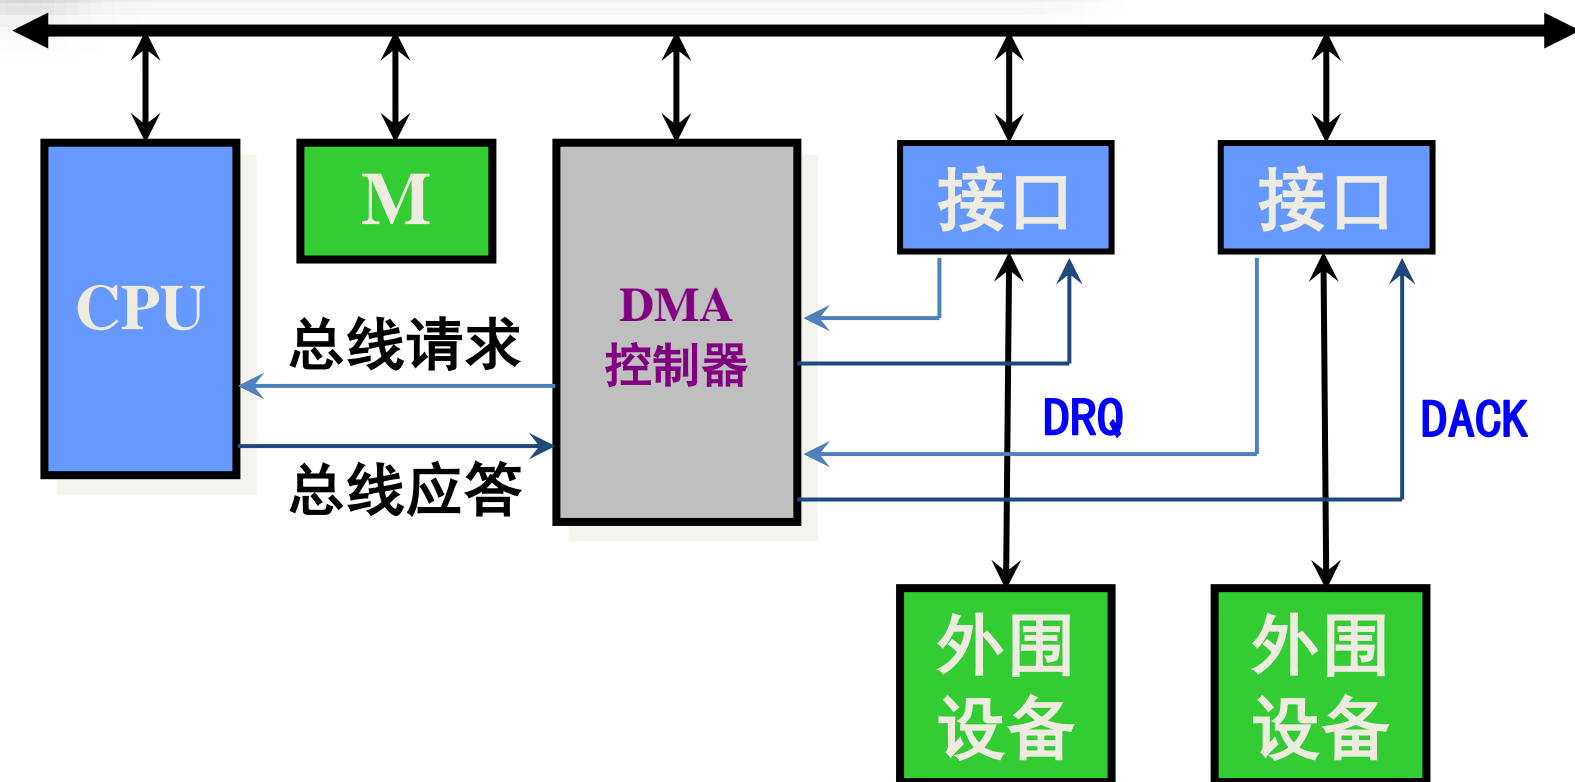 CPU
M
DMA
控制器
接口
接口
总线请求
总线应答
DRQ
DACK
外围
设备
外围
设备